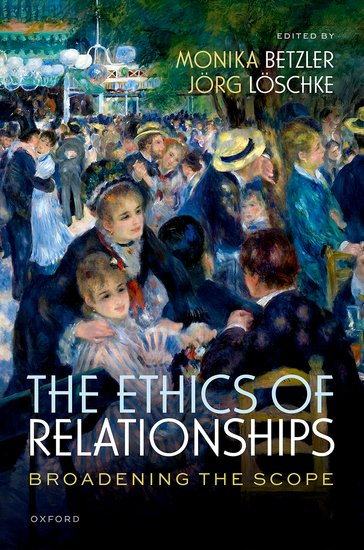 EDITED BY
MONIKA BETZLER
JÖRG LÖSCHKE
THE ETHICS OF
RELATIONSHIPS
BROADENING THE SCOPE
OXFORD